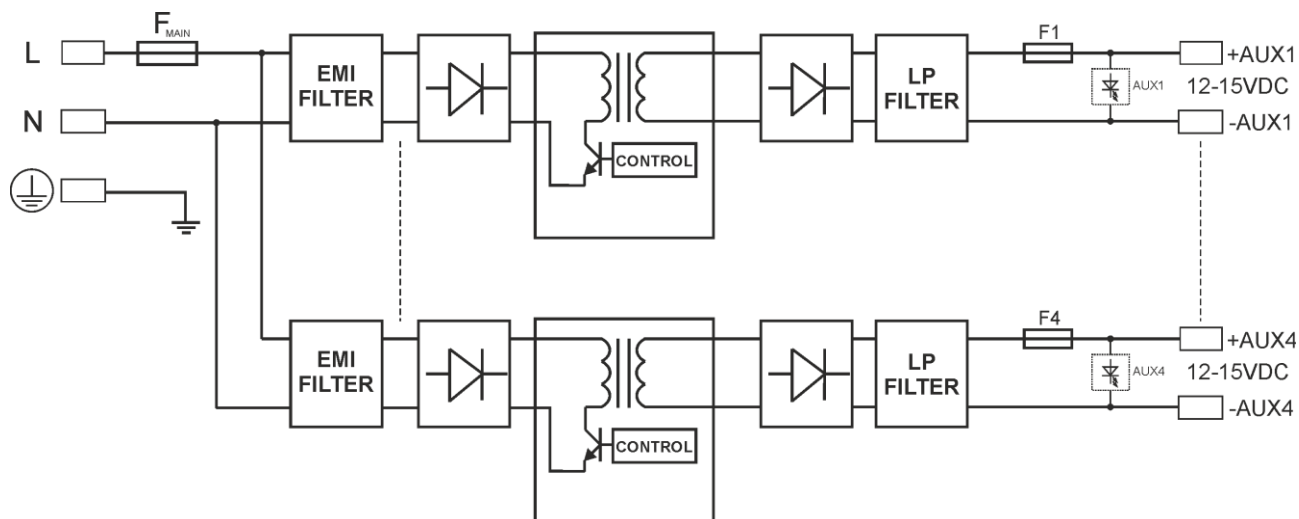 L
F MAIN
EMI
FILTER
LP
FILTER
F1
AUX1
+AUX1
12-15VDC
-AUX1
N
CONTROL
EMI
FILTER
LP
FILTER
F4
AUX4
+AUX4
12-15VDC
-AUX4
CONTROL